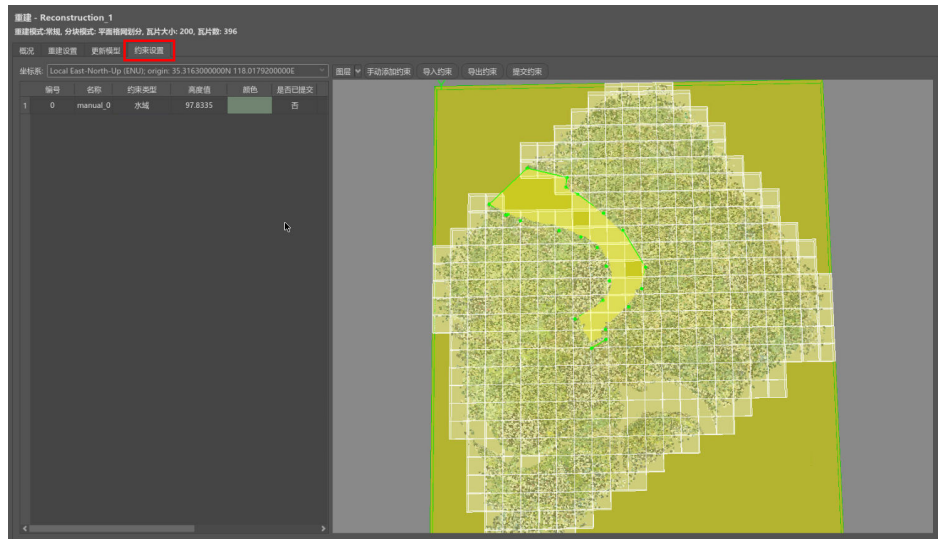 重建 - Reconstruction_1
重建模式:常规, 分块模式: 平面格网划分, 瓦片大小: 200, 瓦片数: 396
概况 重建设置 更新模型 约束设置
坐标系: Local East-North-Up (ENU); origin: 35.3163000000N 118.0179200000E 图层 手动添加约束 导入约束 导出约束 提交约束
编号 名称 约束类型 高度值 颜色 是否已提交
1 0 manual_0 水域 97.8335 否